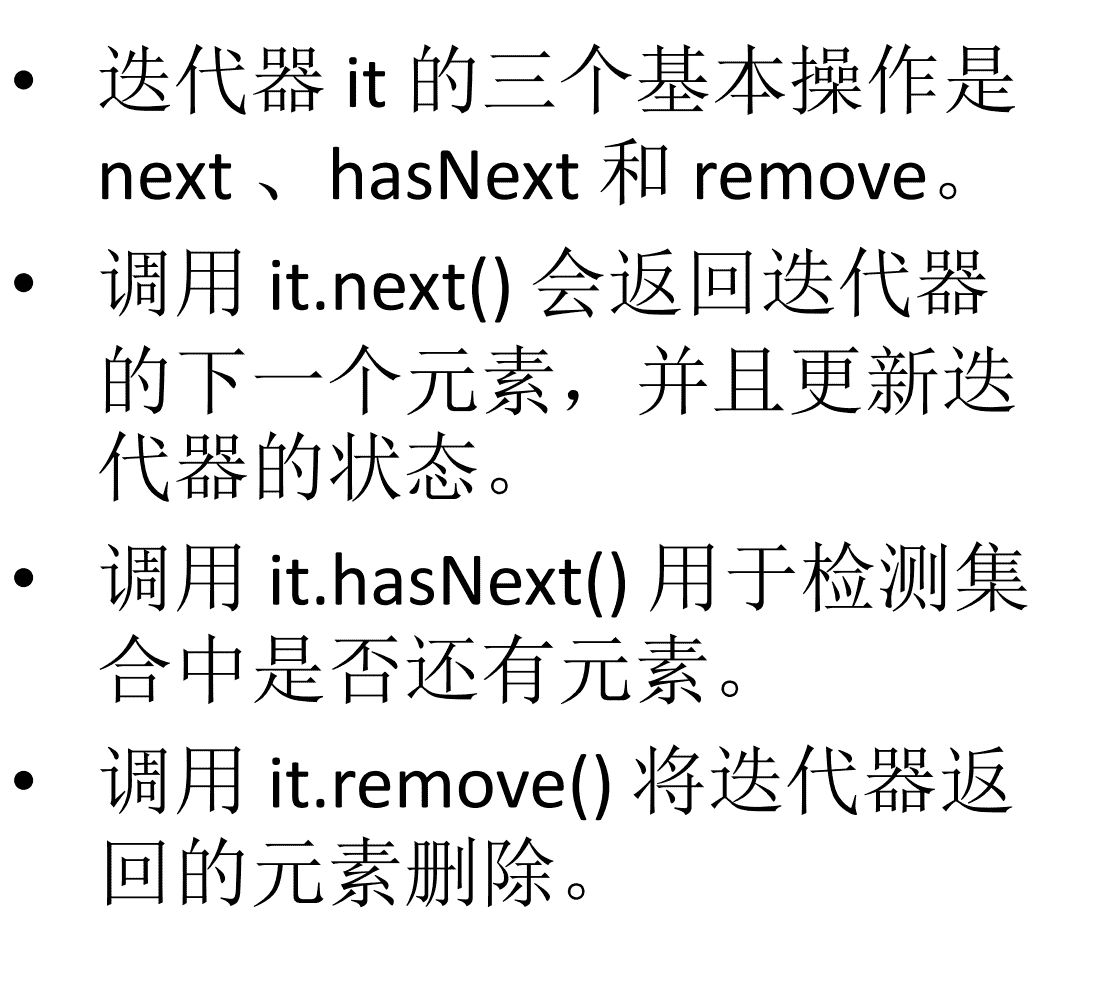 • 迭代器 it 的三个基本操作是
next 、hasNext 和 remove。
• 调用 it.next() 会返回迭代器
的下一个元素，并且更新迭
代器的状态。
• 调用 it.hasNext() 用于检测集
合中是否还有元素。
• 调用 it.remove() 将迭代器返
回的元素删除。